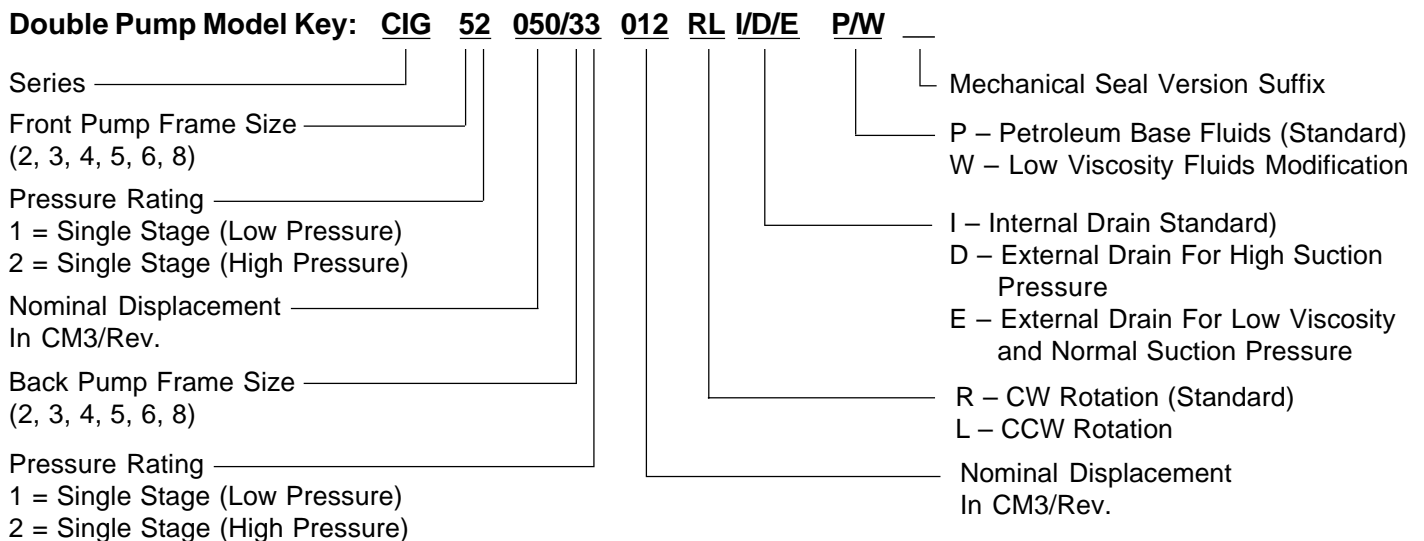 Double Pump Model Key: CIG 52 050/33 012 RL I/D/E P/W __
Series
Front Pump Frame Size
(2, 3, 4, 5, 6, 8)
Pressure Rating
1 = Single Stage (Low Pressure)
2 = Single Stage (High Pressure)
Nominal Displacement
In CM3/Rev.
Back Pump Frame Size
(2, 3, 4, 5, 6, 8)
Pressure Rating
1 = Single Stage (Low Pressure)
2 = Single Stage (High Pressure)
Mechanical Seal Version Suffix
P – Petroleum Base Fluids (Standard)
W – Low Viscosity Fluids Modification
I – Internal Drain Standard)
D – External Drain For High Suction
Pressure
E – External Drain For Low Viscosity
and Normal Suction Pressure
R – CW Rotation (Standard)
L – CCW Rotation
Nominal Displacement
In CM3/Rev.